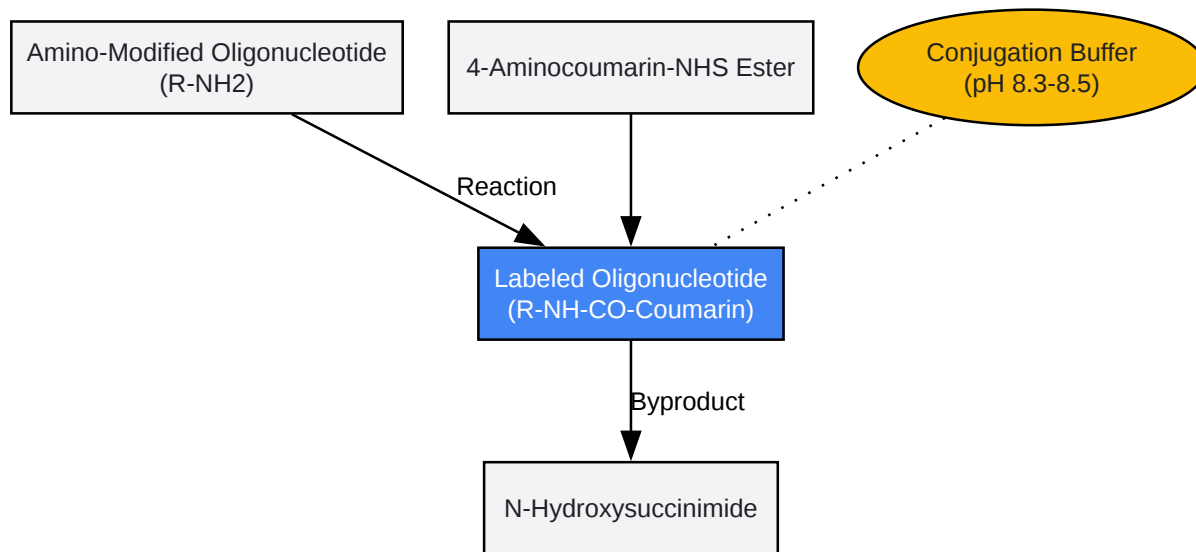 Amino-Modified Oligonucleotide
(R-NH2)
4-Aminocoumarin-NHS Ester
Conjugation Buffer
(pH 8.3-8.5)
Reaction
Labeled Oligonucleotide
(R-NH-CO-Coumarin)
Byproduct
N-Hydroxysuccinimide